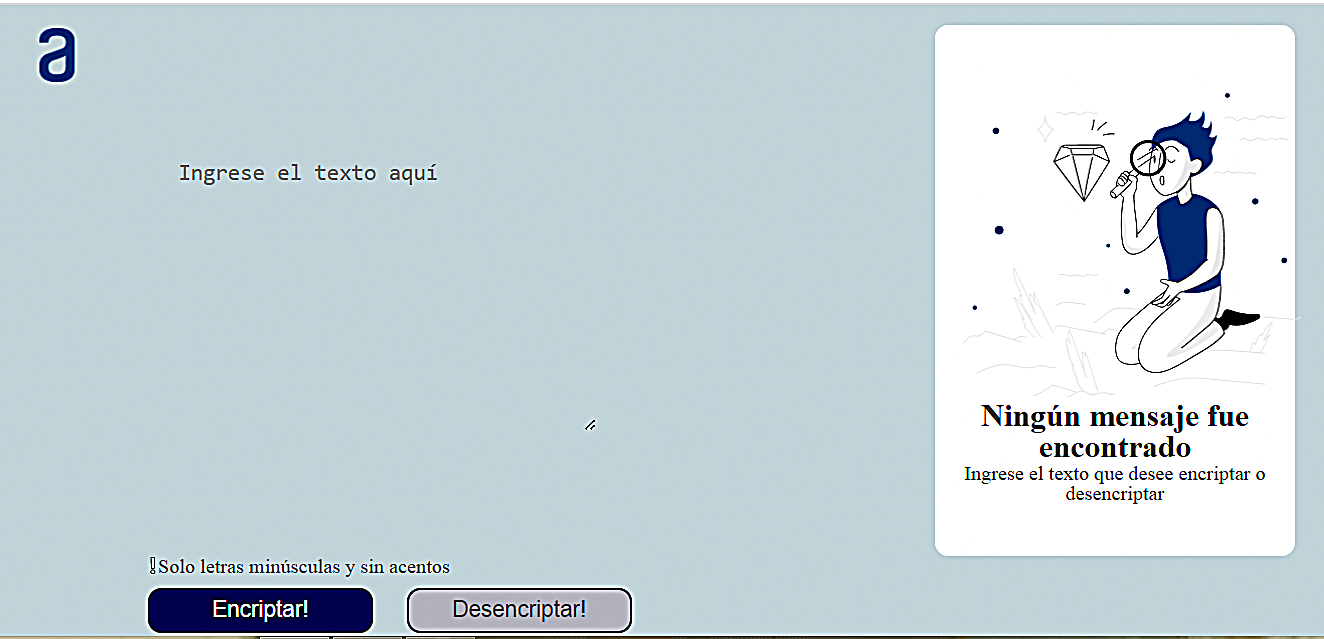 a
Ingrese el texto aquí
Ningún mensaje fue
encontrado
Ingrese el texto que desee encriptar o
desencriptar
!Solo letras minúsculas y sin acentos
Encriptar!
Desencriptar!